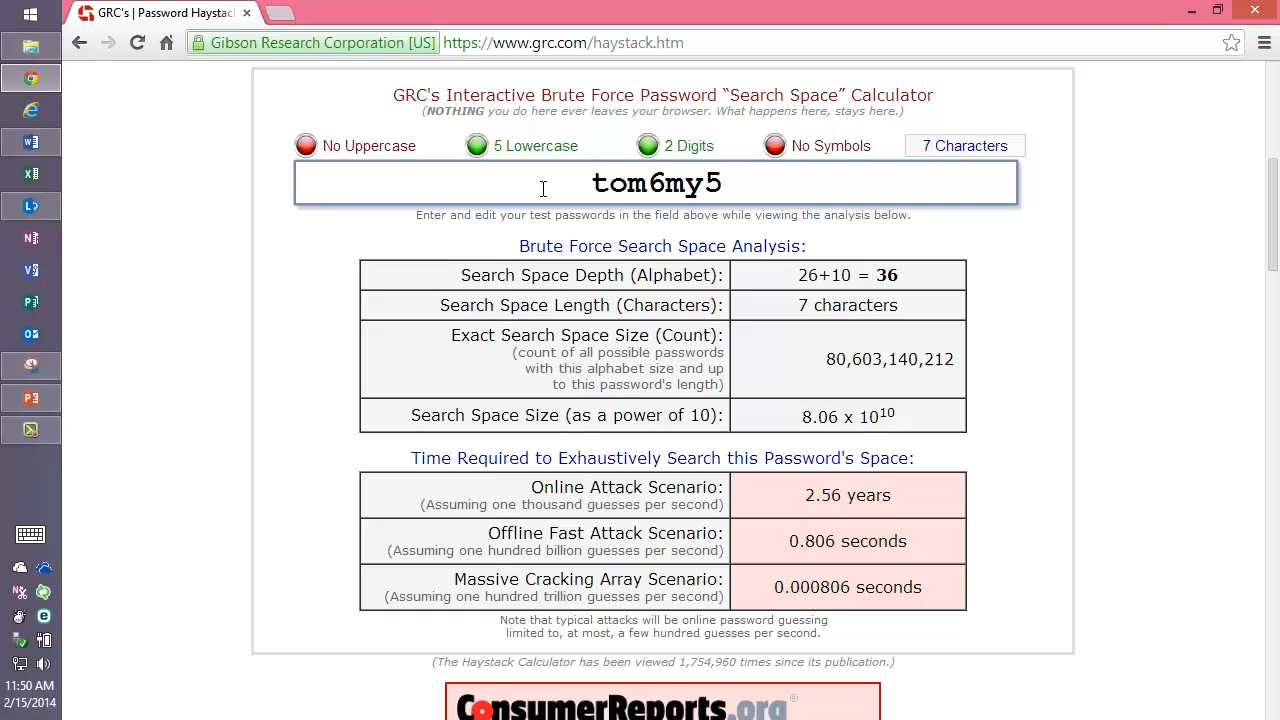 GRC's | Password Haysta
Gibson Research Corporation [US]
https://www.grc.com/haystack.htm
GRC's Interactive Brute Force Password “Search Space” Calculator
(NOTHING you do here ever leaves your browser. What happens here, stays here.)
No Uppercase
5 Lowercase
2 Digits
No Symbols
7 Characters
tom6my5
Enter and edit your test passwords in the field above while viewing the analysis below.
Brute Force Search Space Analysis:
Search Space Depth (Alphabet):
26+10 = 36
Search Space Length (Characters):
7 characters
Exact Search Space Size (Count):
(count of all possible passwords
with this alphabet size and up
to this password's length)
80,603,140,212
Search Space Size (as a power of 10):
8.06 x 10^10
Time Required to Exhaustively Search this Password's Space:
Online Attack Scenario:
(Assuming one thousand guesses per second)
2.56 years
Offline Fast Attack Scenario:
(Assuming one hundred billion guesses per second)
0.806 seconds
Massive Cracking Array Scenario:
(Assuming one hundred trillion guesses per second)
0.000806 seconds
Note that typical attacks will be online password guessing
limited to, at most, a few hundred guesses per second.
(The Haystack Calculator has been viewed 1,754,960 times since its publication.)
ConsumerReports.org®
11:50 AM
2/15/2014